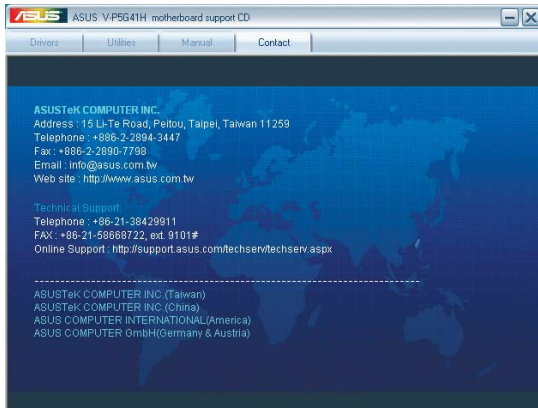 ASUS ASUS V-P5G41H motherboard support CD
Drivers Utilities Manual Contact
ASUSTeK COMPUTER INC.
Address : 15 Li-Te Road, Peitou, Taipei, Taiwan 11259
Telephone : +886-2-2894-3447
Fax : +886-2-2890-7798
Email : info@asus.com.tw
Web site : http://www.asus.com.tw
Technical Support
Telephone : +86-21-38429911
FAX : +86-21-58668722, ext. 9101#
Online Support : http://support.asus.com/techserv/techserv.aspx
ASUSTeK COMPUTER INC.(Taiwan)
ASUSTeK COMPUTER INC.(China)
ASUS COMPUTER INTERNATIONAL(America)
ASUS COMPUTER GmbH(Germany & Austria)